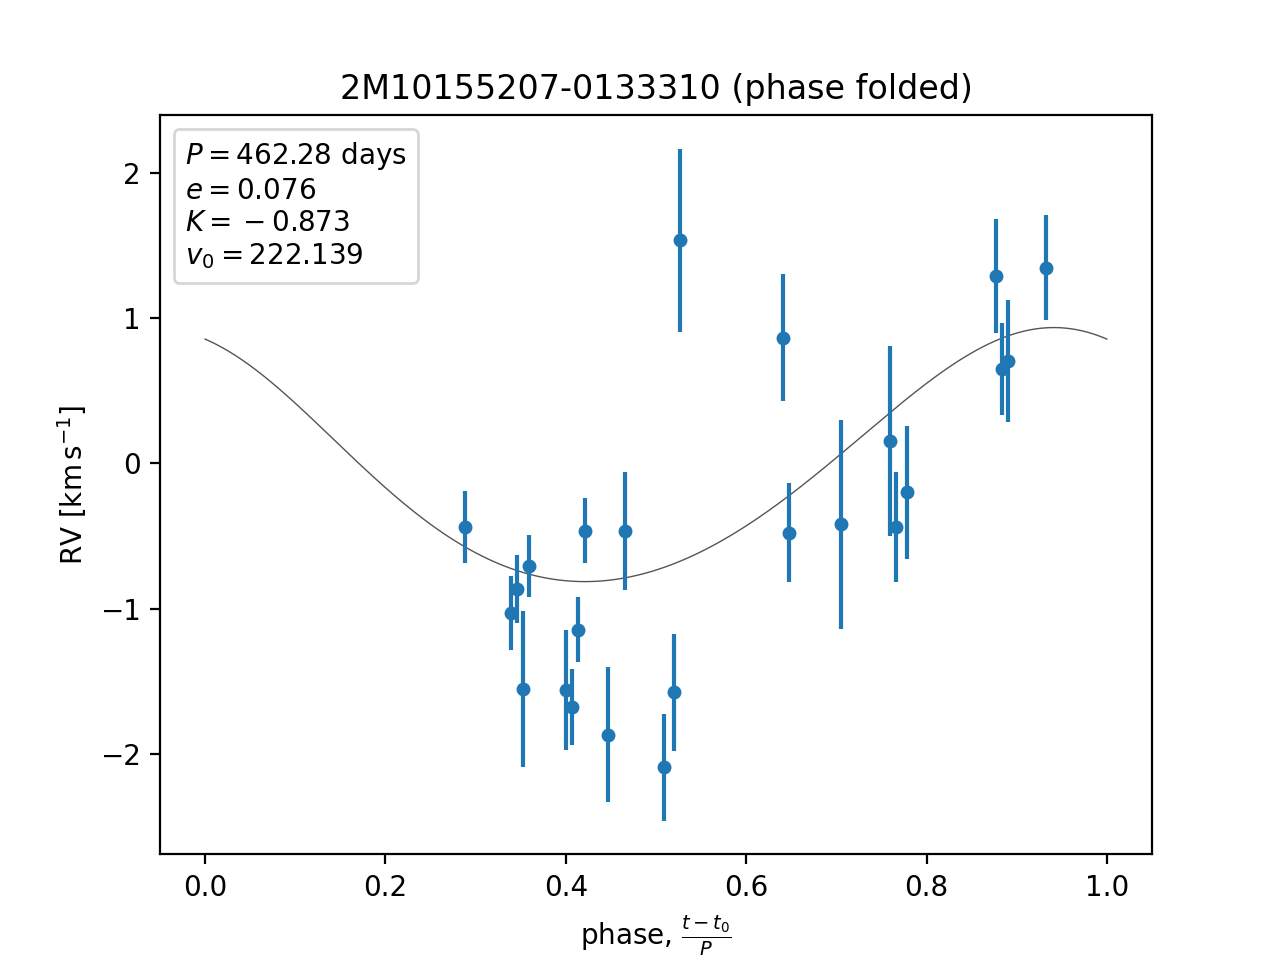 2M10155207-0133310 (phase folded)
P = 462.28 days
e = 0.076
K = −0.873
v₀ = 222.139
2
1
0
−1
−2
RV [km s⁻¹]
0.0 0.2 0.4 0.6 0.8 1.0
phase, (t − t₀)/P